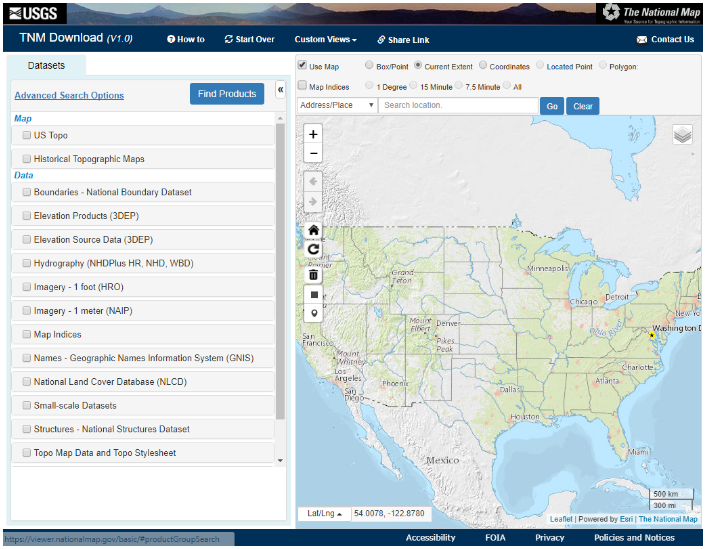 USGS
The National Map
Your Source for Topographic Information
TNM Download (V1.0)
How to
Start Over
Custom Views
Share Link
Contact Us
Datasets
Advanced Search Options
Find Products
«
Map
US Topo
Historical Topographic Maps
Data
Boundaries - National Boundary Dataset
Elevation Products (3DEP)
Elevation Source Data (3DEP)
Hydrography (NHDPlus HR, NHD, WBD)
Imagery - 1 foot (HRO)
Imagery - 1 meter (NAIP)
Map Indices
Names - Geographic Names Information System (GNIS)
National Land Cover Database (NLCD)
Small-scale Datasets
Structures - National Structures Dataset
Topo Map Data and Topo Stylesheet
Use Map Box/Point Current Extent Coordinates Located Point Polygon:
Map Indices 1 Degree 15 Minute 7.5 Minute All
Address/Place Search location. Go Clear
+
−
Minneapolis
Grand
Teton
Chicago
Detroit
New York
Mount
Elbert
Denver
Pikes
Peak
Ohio River
Washington D
San
Francisco
Mount
Whitney
Los
Angeles
San
Diego
Phoenix
Charlotte
Atlanta
Dallas
Houston
Miami
Mexico
500 km
300 mi
Lat/Lng 54.0078, -122.8780
Leaflet | Powered by Esri | The National Map
https://viewer.nationalmap.gov/basic/#productGroupSearch
Accessibility
FOIA
Privacy
Policies and Notices